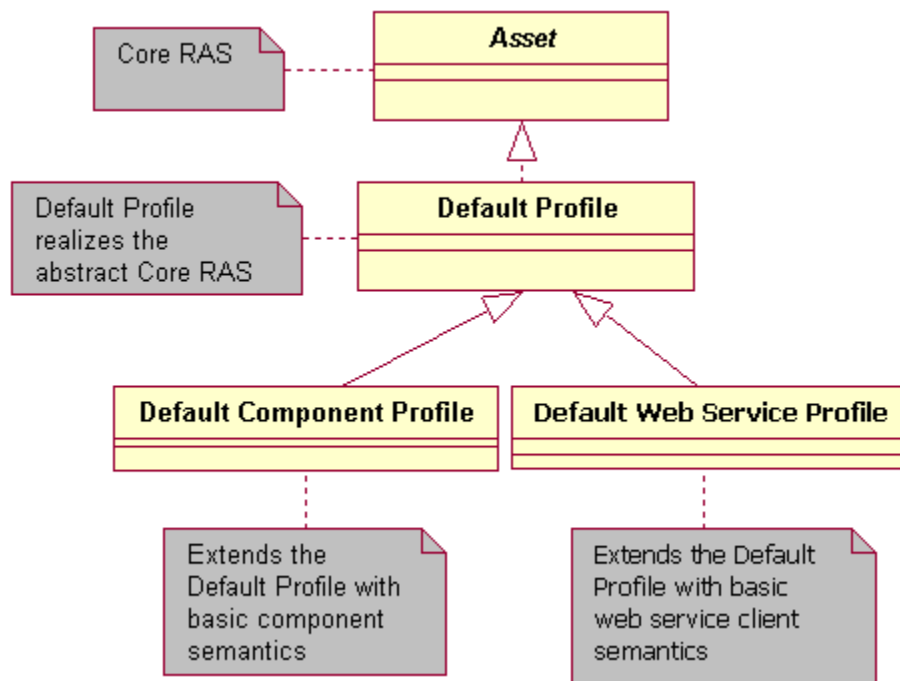 Core RAS
Asset
Default Profile
realizes the
abstract Core RAS
Default Profile
Default Component Profile
Default Web Service Profile
Extends the
Default Profile with
basic component
semantics
Extends the Default
Profile with basic
web service client
semantics